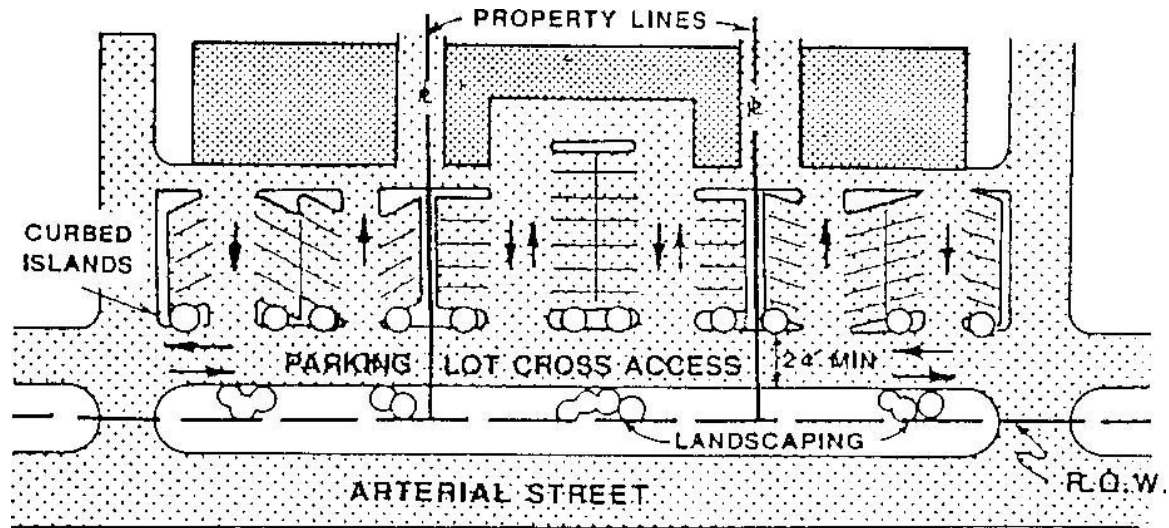 PROPERTY LINES
CURBED
ISLANDS
PARKING LOT CROSS ACCESS
24' MIN
LANDSCAPING
R.O.W.
ARTERIAL STREET